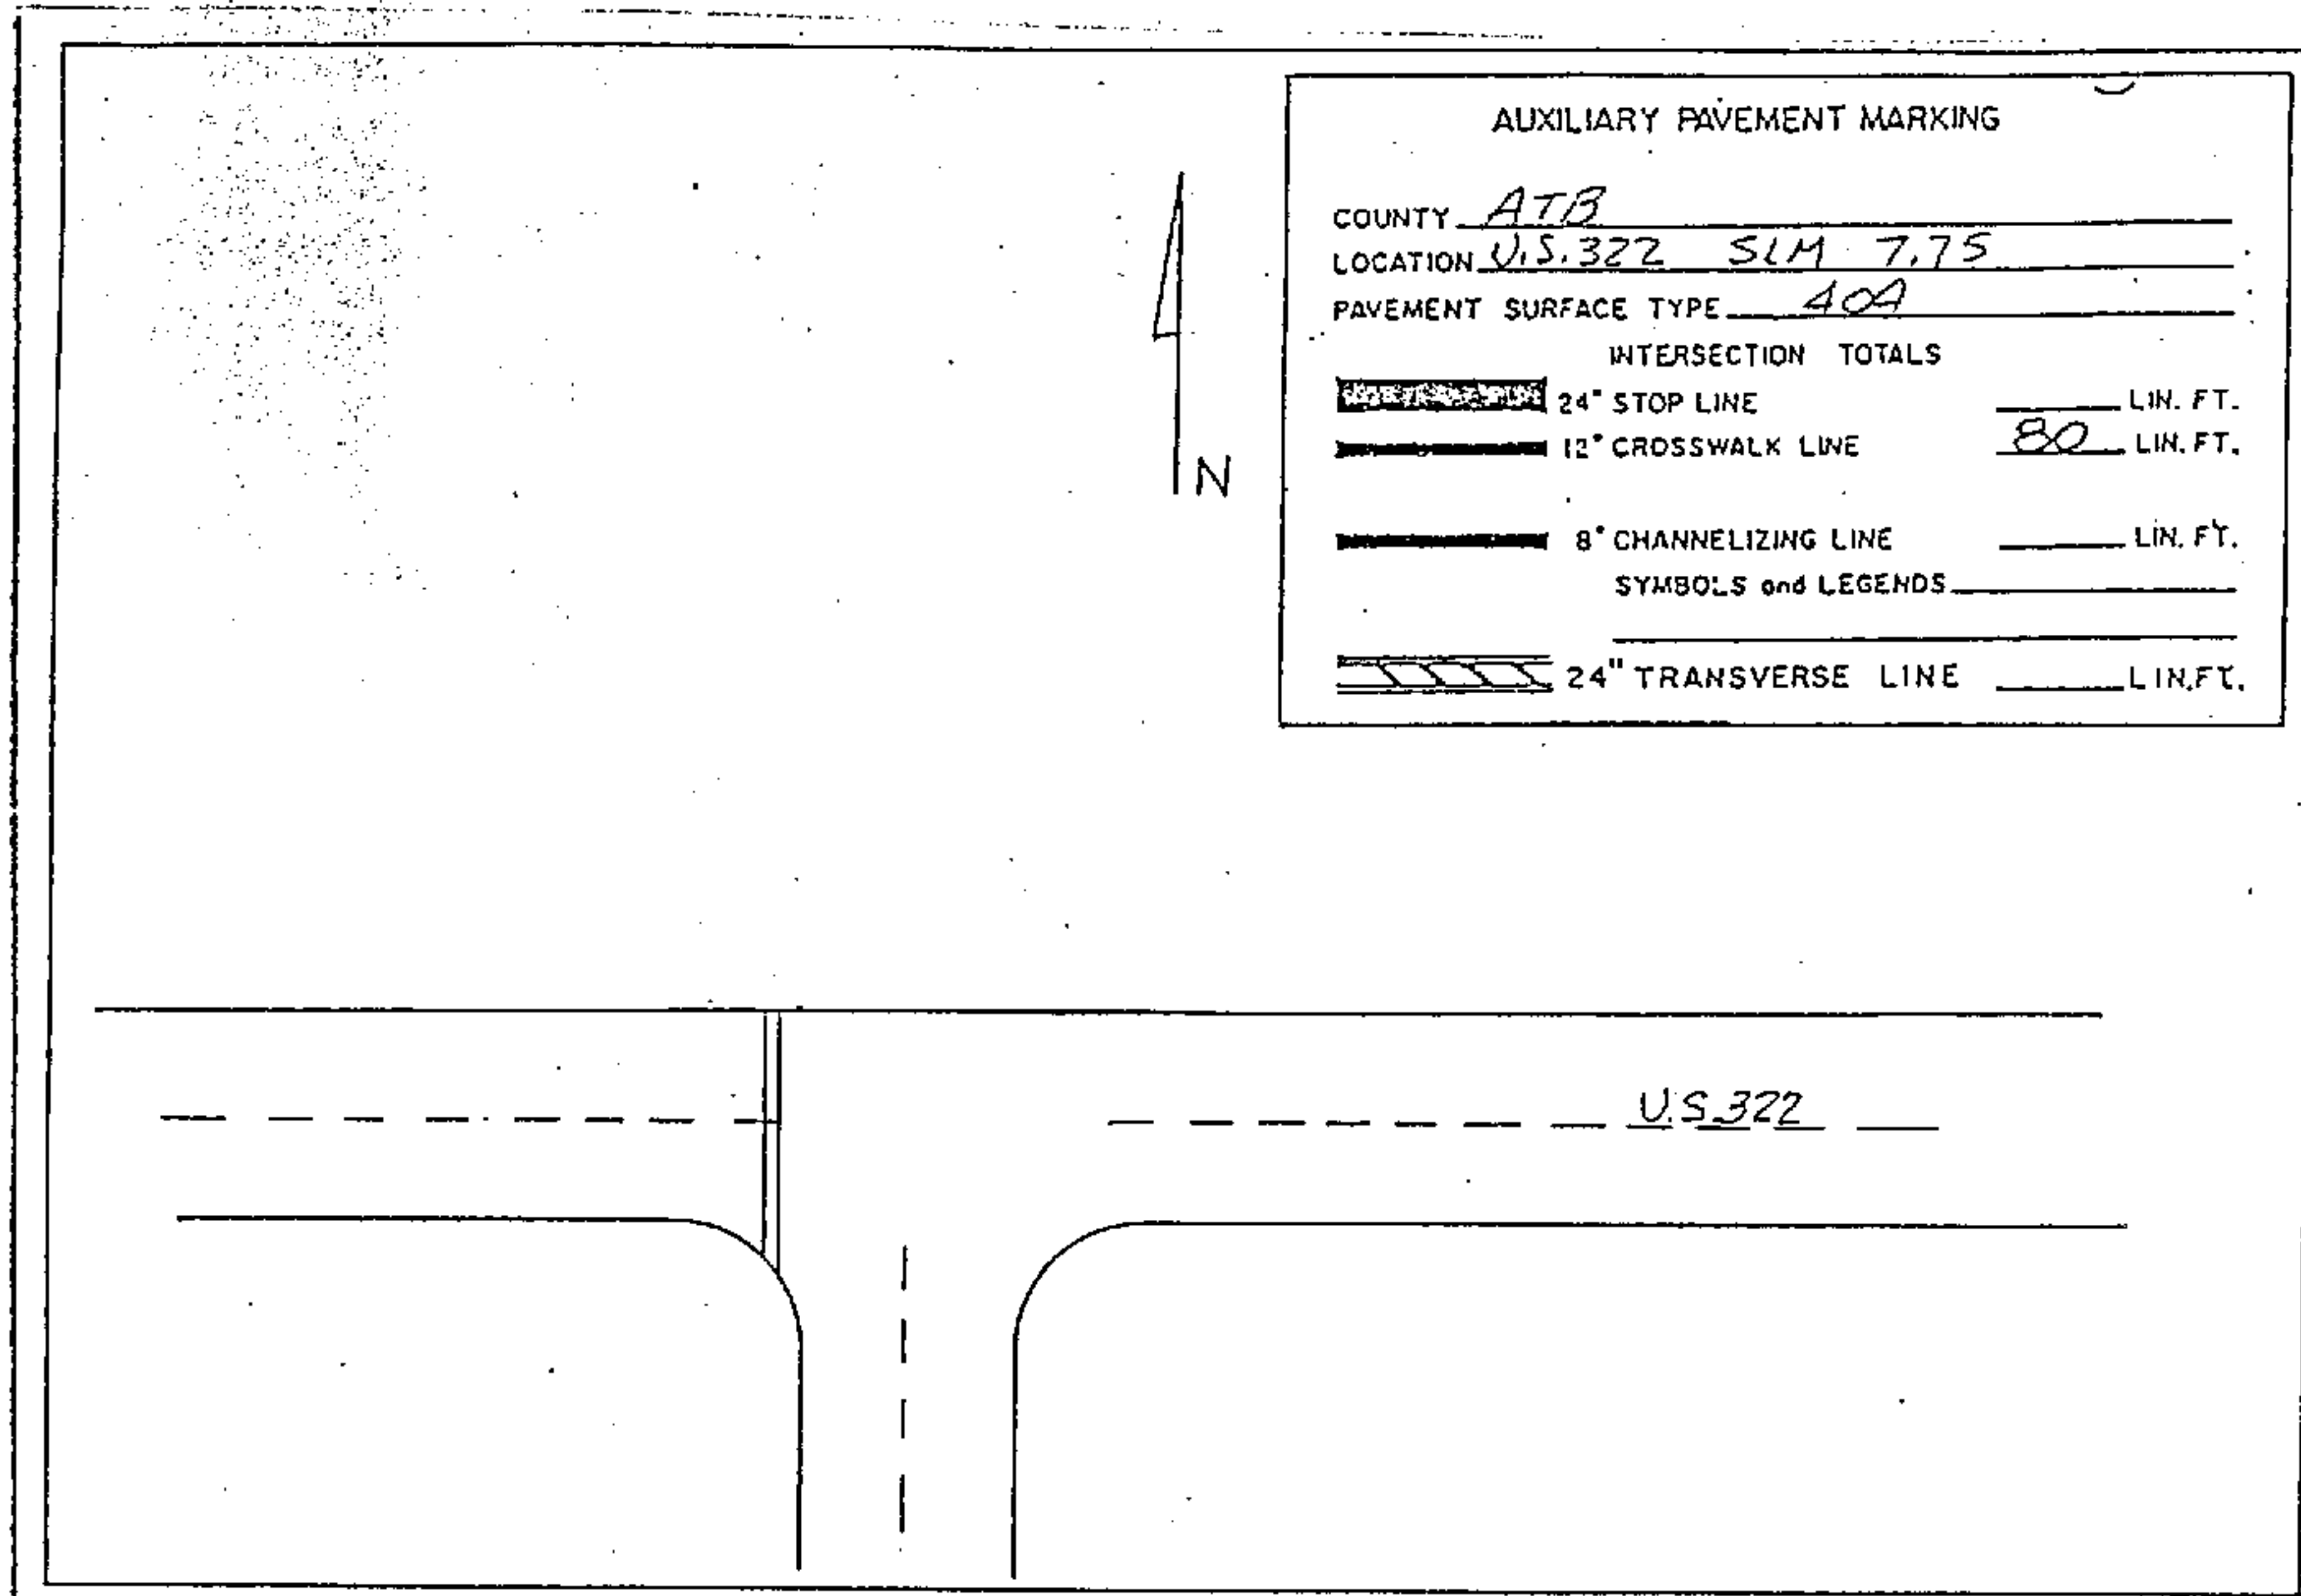 AUXILIARY PAVEMENT MARKING
COUNTY ATB
LOCATION U.S. 322 SLM 7.75
PAVEMENT SURFACE TYPE 404
INTERSECTION TOTALS
24" STOP LINE LIN. FT.
12" CROSSWALK LINE 80 LIN. FT.
8" CHANNELIZING LINE LIN. FT.
SYMBOLS and LEGENDS
24" TRANSVERSE LINE LIN. FT.
N
U.S. 322